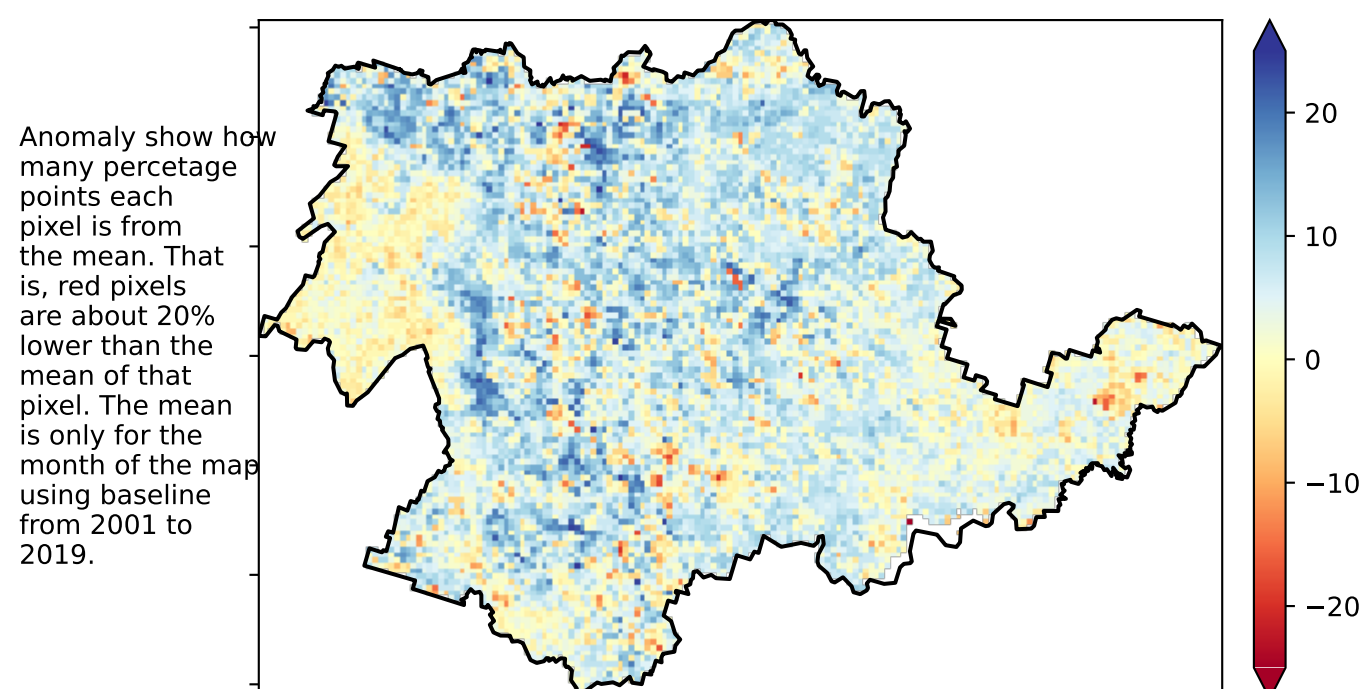 Anomaly show how
many percetage
points each
pixel is from
the mean. That
is, red pixels
are about 20%
lower than the
mean of that
pixel. The mean
is only for the
month of the map
using baseline
from 2001 to
2019.
20
10
0
−10
−20